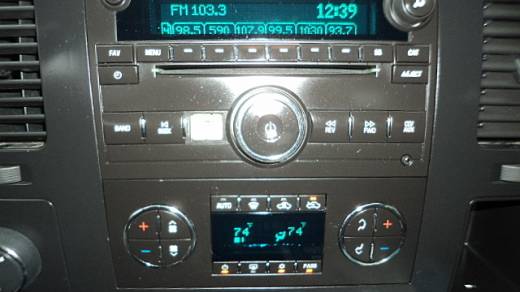 FM 103.3 12:39
98.5 590 107.9 99.5 1030 93.7
FAV MENU CAT
BAND REV FWD AUX
AUTO
74° 74°